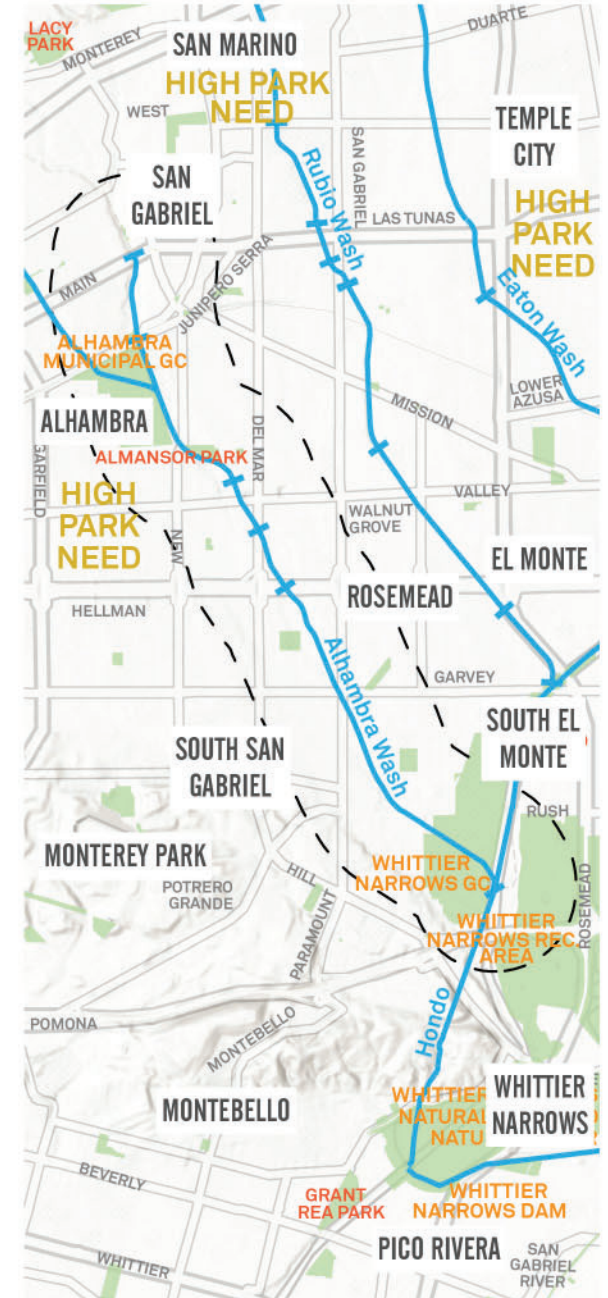 LACY
PARK
MONTEREY
SAN MARINO
DUARTE
HIGH PARK
NEED
WEST
TEMPLE
CITY
SAN
GABRIEL
SAN GABRIEL
Rubio Wash
HIGH
PARK
NEED
LAS TUNAS
MAIN
JUNIPERO SERRA
Eaton Wash
ALHAMBRA
MUNICIPAL GC
LOWER
AZUSA
MISSION
ALHAMBRA
GARFIELD
DEL MAR
ALMANSOR PARK
HIGH
PARK
NEED
VALLEY
WALNUT
GROVE
NEW
EL MONTE
ROSEMEAD
HELLMAN
Alhambra Wash
GARVEY
SOUTH EL
MONTE
SOUTH SAN
GABRIEL
RUSH
MONTEREY PARK
POTRERO
GRANDE
HILL
WHITTIER
NARROWS GC
ROSEMEAD
PARAMOUNT
WHITTIER
NARROWS REC.
AREA
POMONA
MONTEBELLO
Hondo
MONTEBELLO
WHITTIER
NATURAL
NATU
WHITTIER
NARROWS
BEVERLY
GRANT
REA PARK
WHITTIER
NARROWS DAM
PICO RIVERA
SAN
GABRIEL
RIVER
WHITTIER